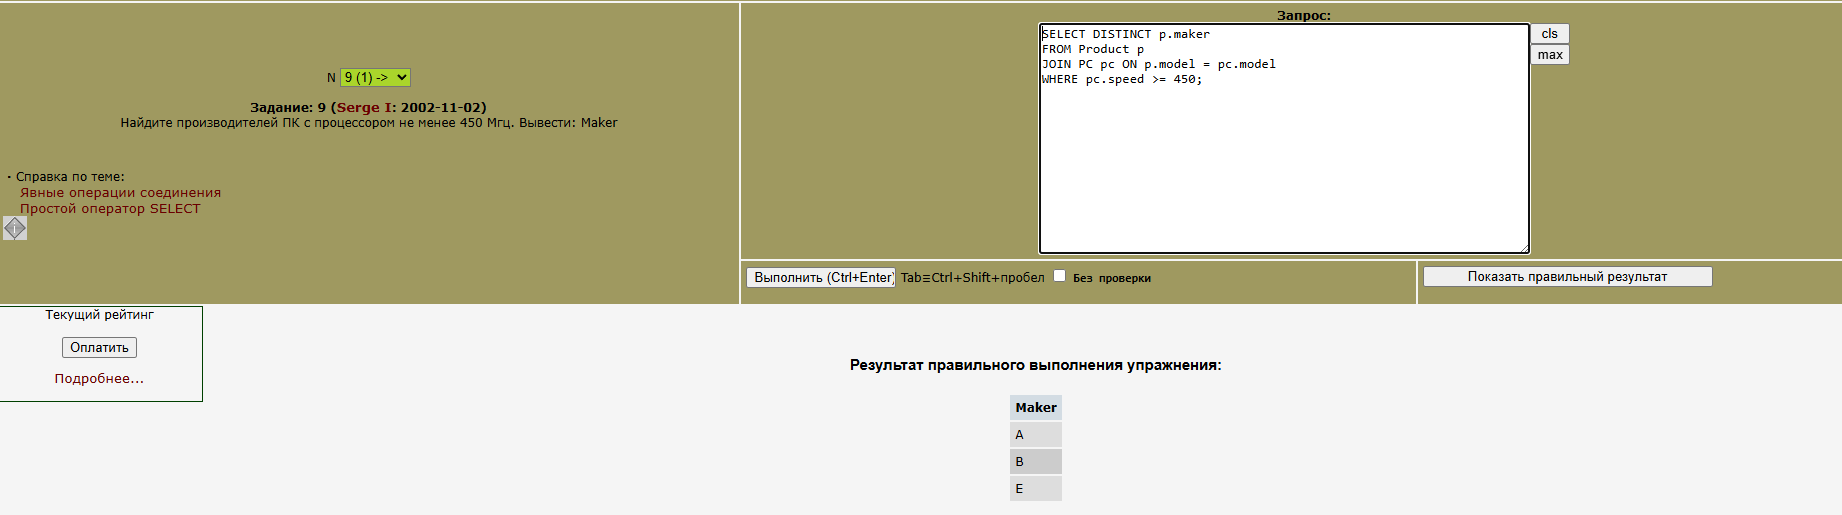 N 9 (1) ->
Задание: 9 (Serge I: 2002-11-02)
Найдите производителей ПК с процессором не менее 450 Мгц. Вывести: Maker
· Справка по теме:
Явные операции соединения
Простой оператор SELECT
Запрос:
SELECT DISTINCT p.maker
FROM Product p
JOIN PC pc ON p.model = pc.model
WHERE pc.speed >= 450;
cls
max
Выполнить (Ctrl+Enter) Tab≡Ctrl+Shift+пробел Без проверки
Показать правильный результат
Текущий рейтинг
Оплатить
Подробнее...
Результат правильного выполнения упражнения:
Maker
A
B
E